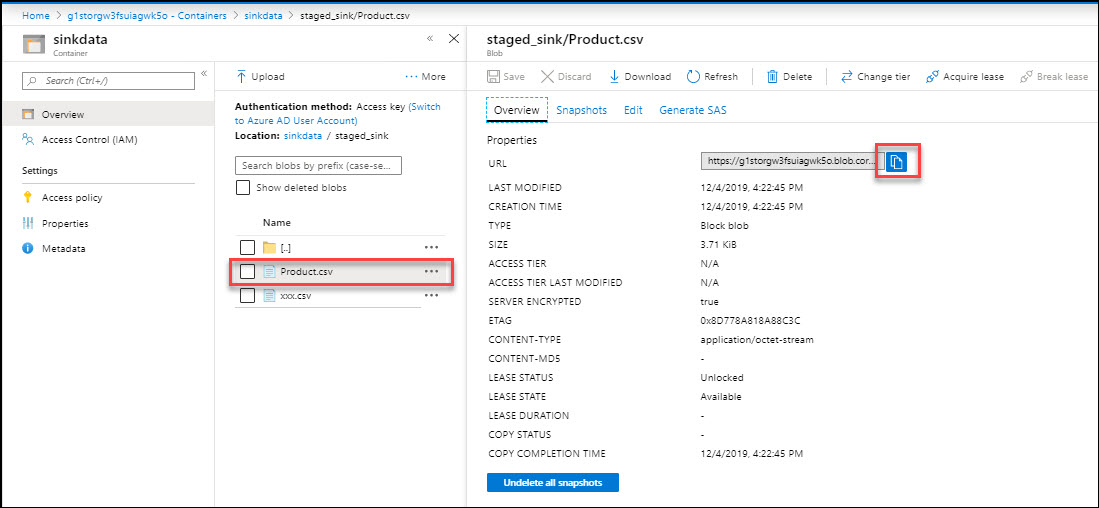 Home > g1storgw3fsuiagwk5o - Containers > sinkdata > staged_sink/Product.csv
sinkdata
Container
Search (Ctrl+/)
Overview
Access Control (IAM)
Settings
Access policy
Properties
Metadata
Upload
More
Authentication method: Access key (Switch
to Azure AD User Account)
Location: sinkdata / staged_sink
Search blobs by prefix (case-se...
Show deleted blobs
Name
[..]
Product.csv
xxx.csv
staged_sink/Product.csv
Blob
Save Discard Download Refresh Delete Change tier Acquire lease Break lease
Overview Snapshots Edit Generate SAS
Properties
URL https://g1storgw3fsuiagwk5o.blob.cor...
LAST MODIFIED 12/4/2019, 4:22:45 PM
CREATION TIME 12/4/2019, 4:22:45 PM
TYPE Block blob
SIZE 3.71 KiB
ACCESS TIER N/A
ACCESS TIER LAST MODIFIED N/A
SERVER ENCRYPTED true
ETAG 0x8D778A818A88C3C
CONTENT-TYPE application/octet-stream
CONTENT-MD5 -
LEASE STATUS Unlocked
LEASE STATE Available
LEASE DURATION -
COPY STATUS -
COPY COMPLETION TIME 12/4/2019, 4:22:45 PM
Undelete all snapshots